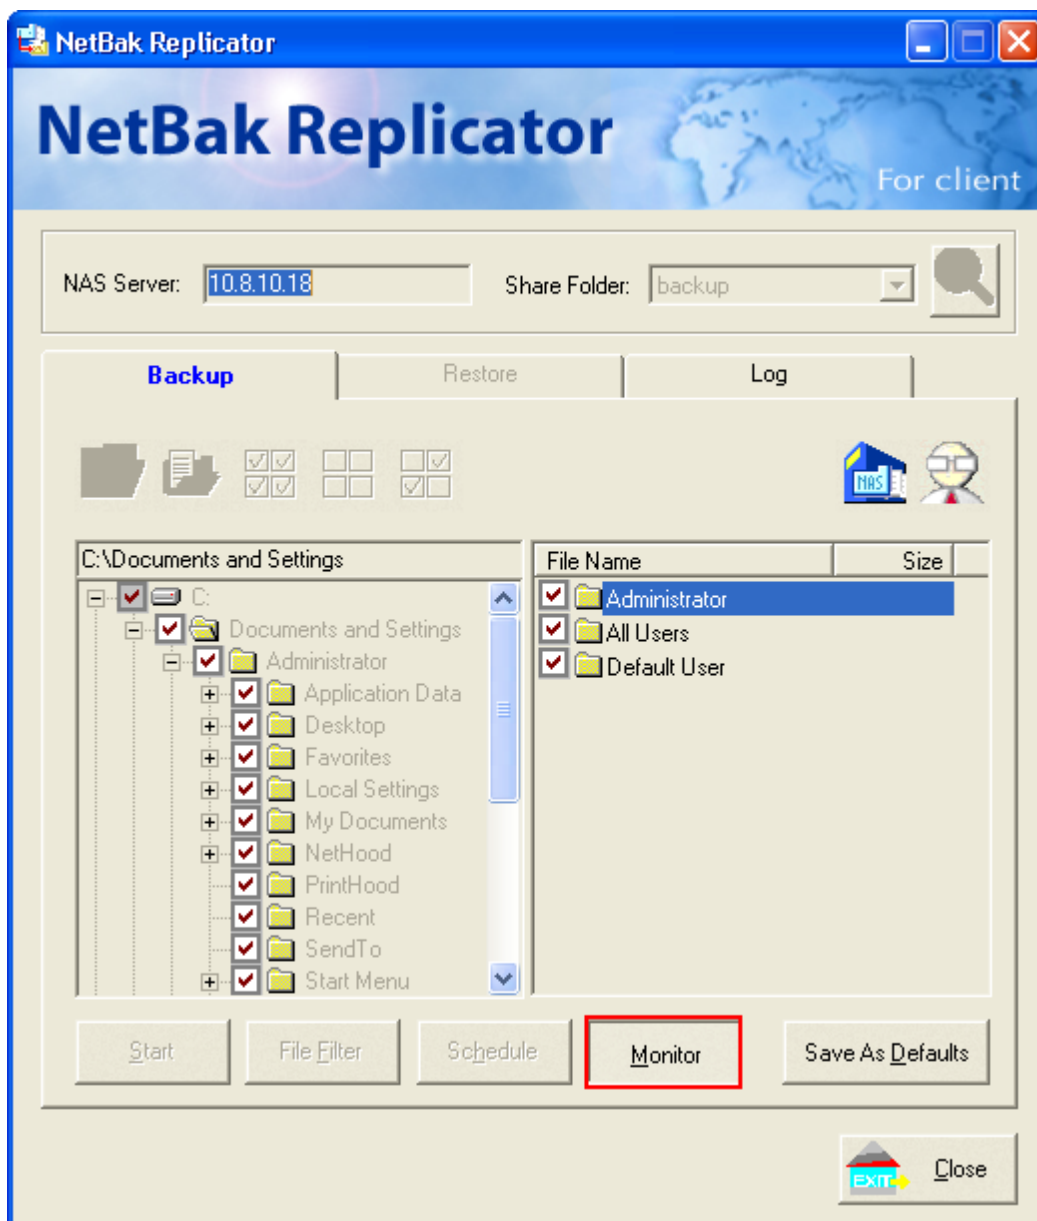 NetBak Replicator
NetBak Replicator
For client
NAS Server: 10.8.10.18 Share Folder: backup
Backup Restore Log
NAS
C:\Documents and Settings
C:
Documents and Settings
Administrator
Application Data
Desktop
Favorites
Local Settings
My Documents
NetHood
PrintHood
Recent
SendTo
Start Menu
File Name Size
Administrator
All Users
Default User
Start File Filter Schedule Monitor Save As Defaults
EXIT Close